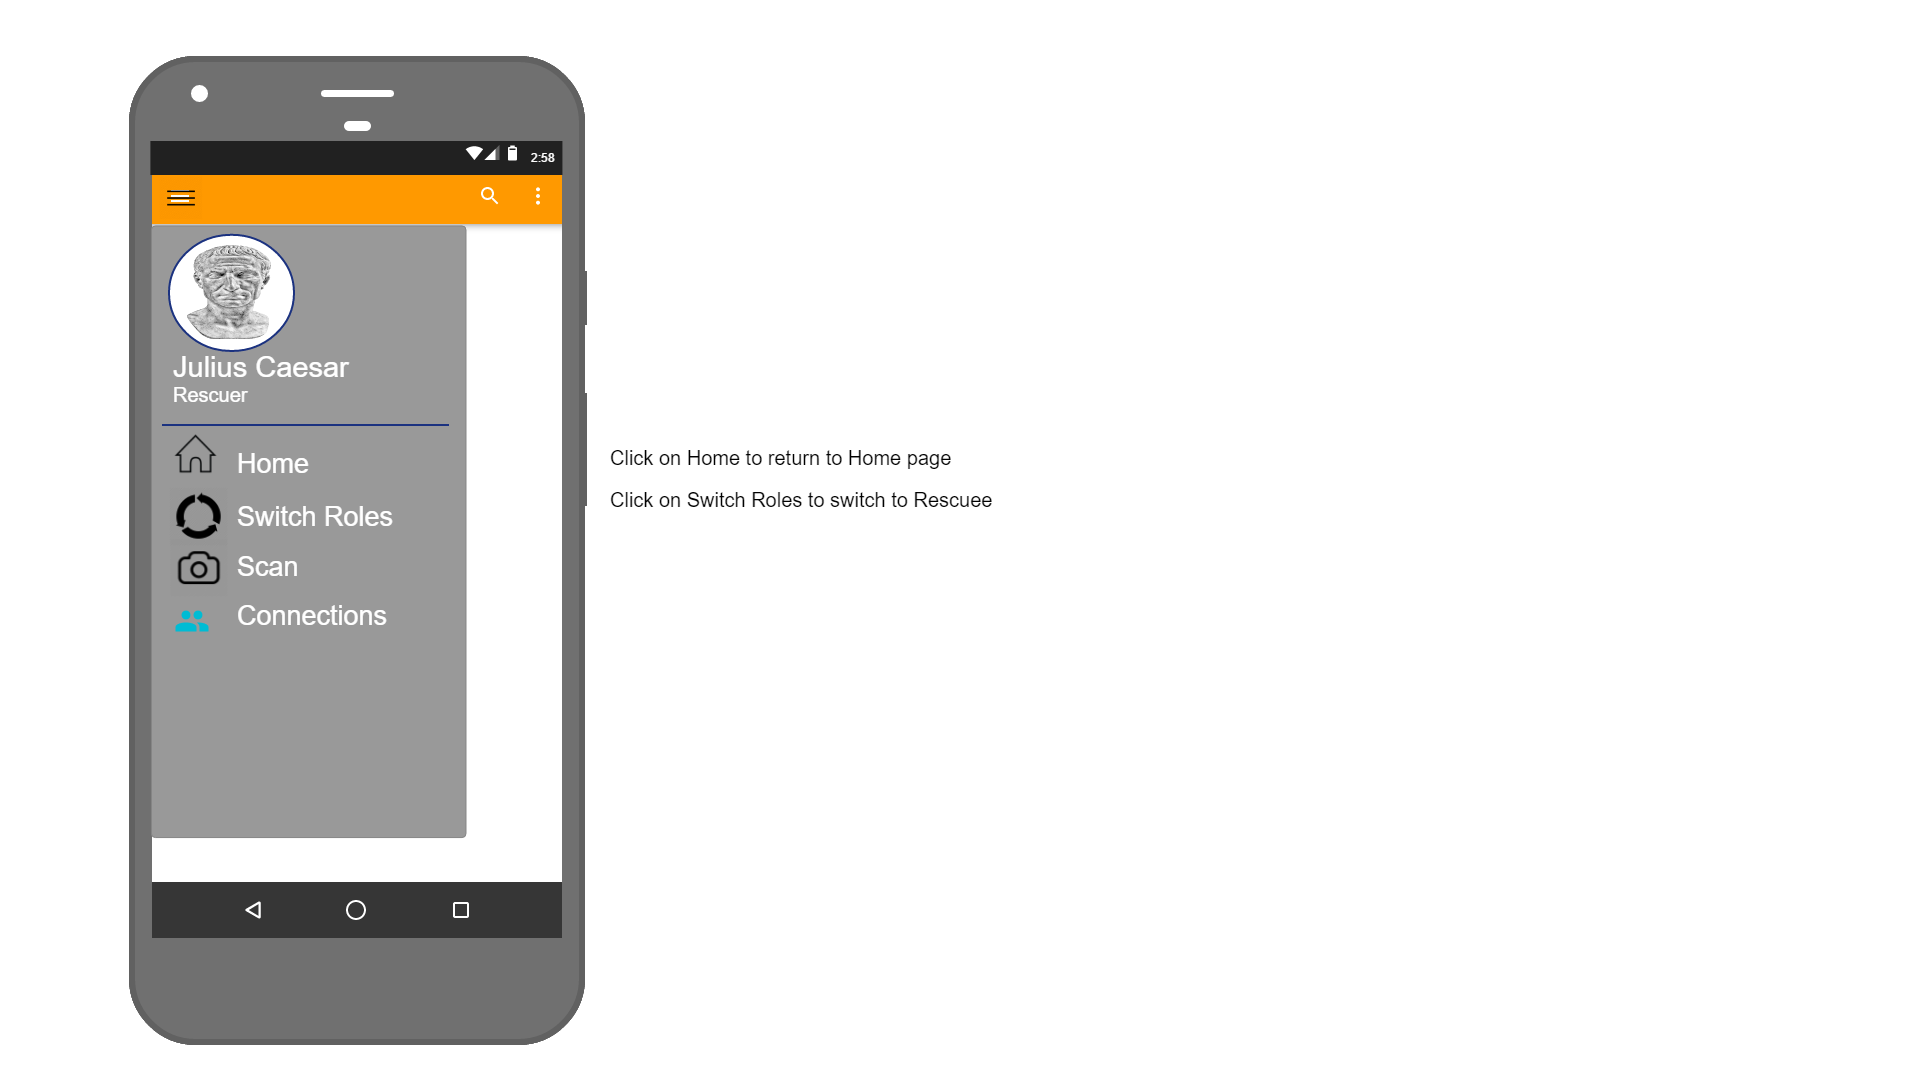 2:58
Julius Caesar
Rescuer
Home
Switch Roles
Scan
Connections
Click on Home to return to Home page
Click on Switch Roles to switch to Rescuee